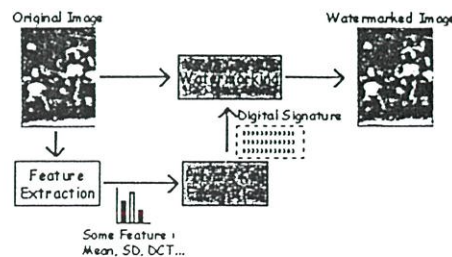 Original Image
Watermarked Image
Watermarking
Digital Signature
Feature
Extraction
Some Feature :
Mean, SD, DCT...